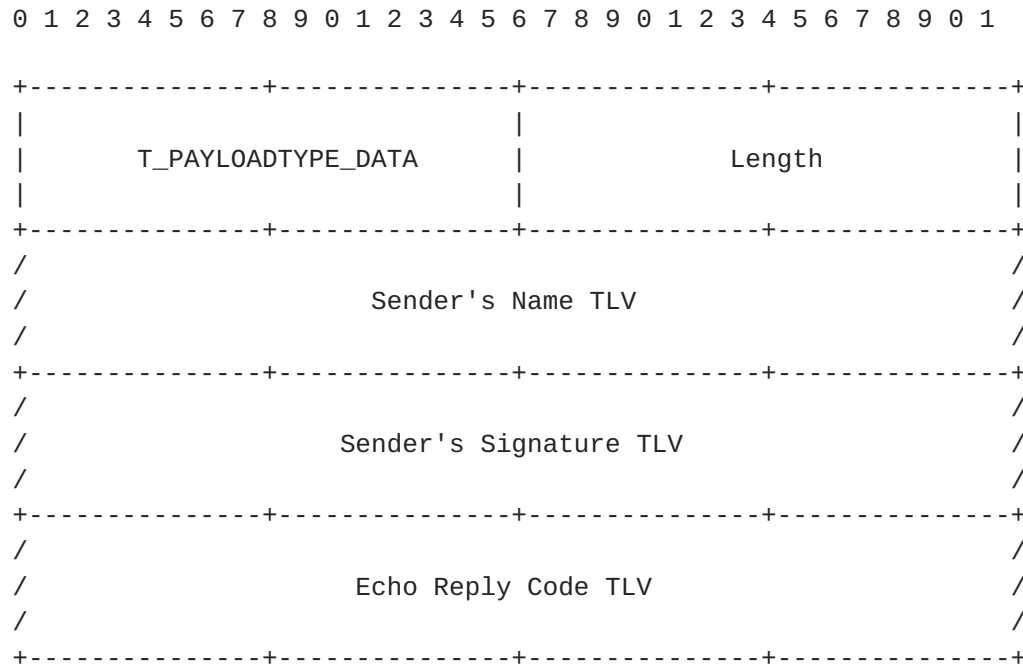 0 1 2 3 4 5 6 7 8 9 0 1 2 3 4 5 6 7 8 9 0 1 2 3 4 5 6 7 8 9 0 1
+---------------+---------------+---------------+---------------+
|                               |                               |
|       T_PAYLOADTYPE_DATA      |             Length            |
|                               |                               |
+---------------+---------------+---------------+---------------+
/                                                               /
/                      Sender's Name TLV                        /
/                                                               /
+---------------+---------------+---------------+---------------+
/                                                               /
/                    Sender's Signature TLV                     /
/                                                               /
+---------------+---------------+---------------+---------------+
/                                                               /
/                     Echo Reply Code TLV                       /
/                                                               /
+---------------+---------------+---------------+---------------+